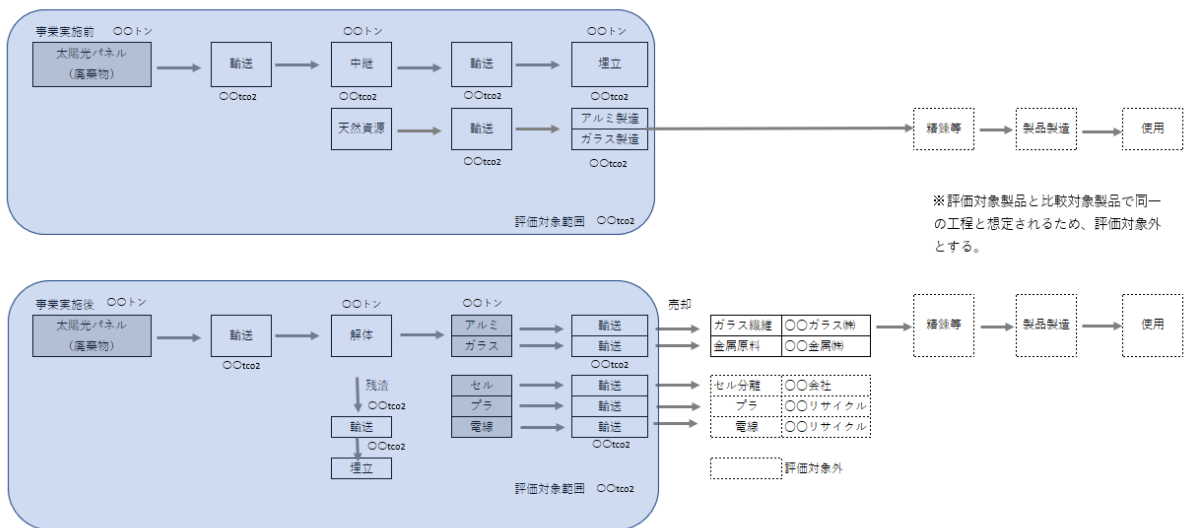 事業実施前 〇〇トン
〇〇トン
〇〇トン
太陽光パネル
(廃棄物)
輸送
中継
輸送
埋立
〇〇tco2
〇〇tco2
〇〇tco2
〇〇tco2
天然資源
輸送
アルミ製造
ガラス製造
〇〇tco2
〇〇tco2
精錬等
製品製造
使用
評価対象範囲 〇〇tco2
※評価対象製品と比較対象製品で同一
の工程と想定されるため、評価対象外
とする。
事業実施後 〇〇トン
〇〇トン
〇〇トン
売却
太陽光パネル
(廃棄物)
輸送
〇〇tco2
解体
アルミ
輸送
ガラス繊維 〇〇ガラス㈱
ガラス
輸送
金属原料 〇〇金属㈱
〇〇tco2
精錬等
製品製造
使用
残渣
〇〇tco2
輸送
〇〇tco2
埋立
セル
輸送
セル分離 〇〇会社
プラ
輸送
プラ 〇〇リサイクル
電線
輸送
電線 〇〇リサイクル
〇〇tco2
評価対象外
評価対象範囲 〇〇tco2